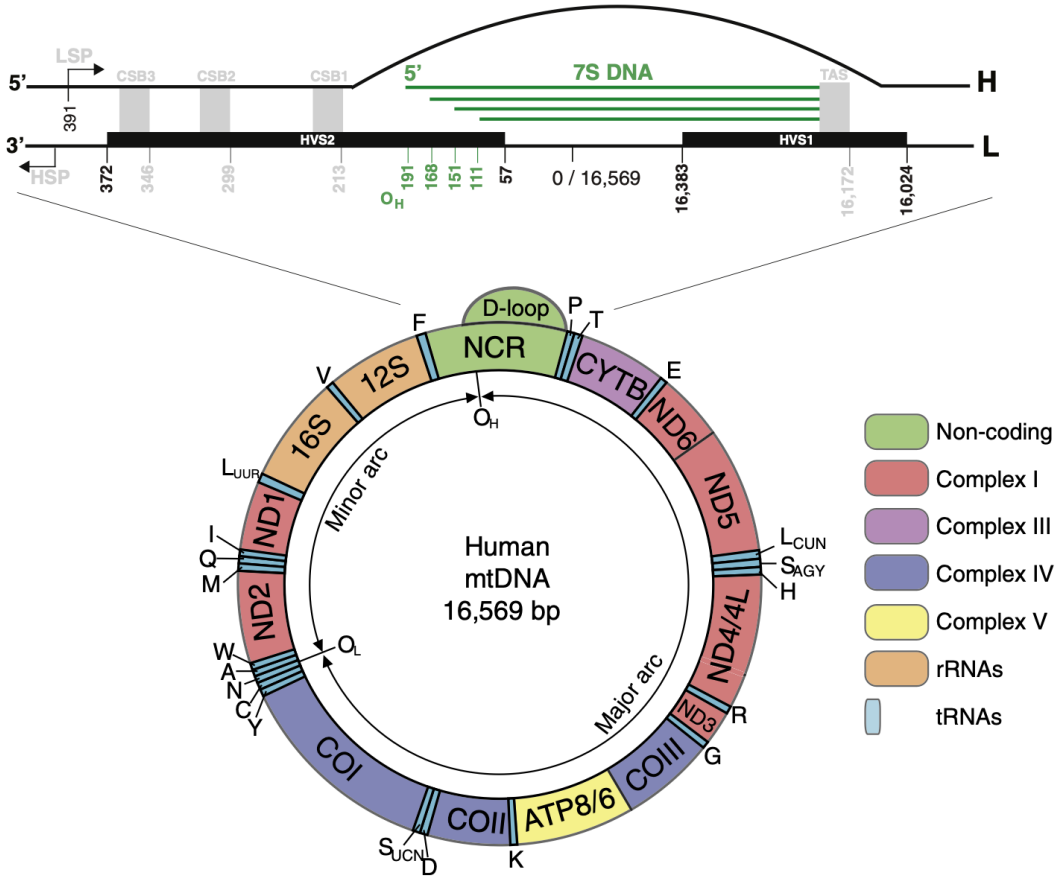 LSP
CSB3 CSB2 CSB1 5’ 7S DNA TAS
5’ H
391
3’ HVS2 HVS1 L
HSP
372 346 299 213 OH 191 168 151 111 57 0 / 16,569 16,383 16,172 16,024
D-loop
NCR
F
P
T
12S
CYTB
E
V
ND6
16S
OH
ND5
LUUR
Minor arc
ND1
I
Q
M
LCUN
SAGY
H
Human
mtDNA
16,569 bp
ND2
ND4/4L
W
A
N
C
Y
OL
Major arc
R
ND3
G
COI
COIII
SUCN
D
COII
K
ATP8/6
Non-coding
Complex I
Complex III
Complex IV
Complex V
rRNAs
tRNAs